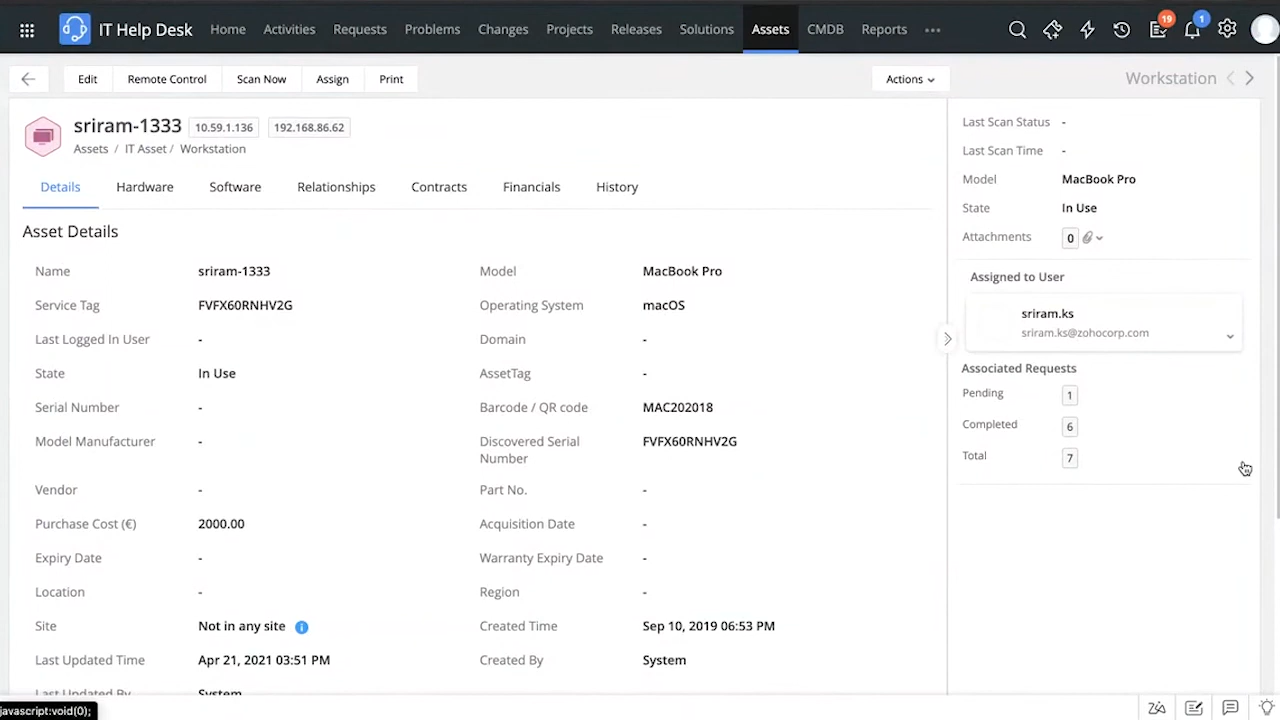 IT Help Desk Home Activities Requests Problems Changes Projects Releases Solutions Assets CMDB Reports ••• 19 1
Edit Remote Control Scan Now Assign Print Actions Workstation
sriram-1333 10.59.1.136 192.168.86.62
Assets / IT Asset / Workstation
Details Hardware Software Relationships Contracts Financials History
Asset Details
Name sriram-1333 Model MacBook Pro
Service Tag FVFX60RNHV2G Operating System macOS
Last Logged In User - Domain -
State In Use AssetTag -
Serial Number - Barcode / QR code MAC202018
Model Manufacturer - Discovered Serial Number FVFX60RNHV2G
Vendor - Part No. -
Purchase Cost (€) 2000.00 Acquisition Date -
Expiry Date - Warranty Expiry Date -
Location - Region -
Site Not in any site Created Time Sep 10, 2019 06:53 PM
Last Updated Time Apr 21, 2021 03:51 PM Created By System
Last Updated By System
Last Scan Status -
Last Scan Time -
Model MacBook Pro
State In Use
Attachments 0
Assigned to User
sriram.ks
sriram.ks@zohocorp.com
Associated Requests
Pending 1
Completed 6
Total 7
javascript:void(0);